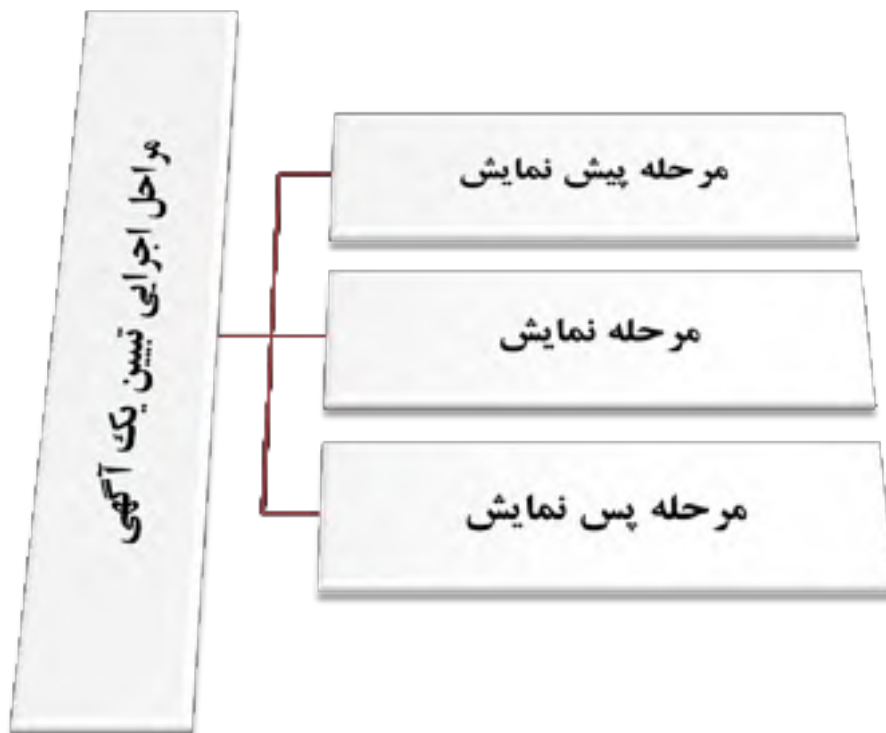 مراحل اجرایی تبیین یک آگهی
مرحله پیش نمایش
مرحله نمایش
مرحله پس نمایش